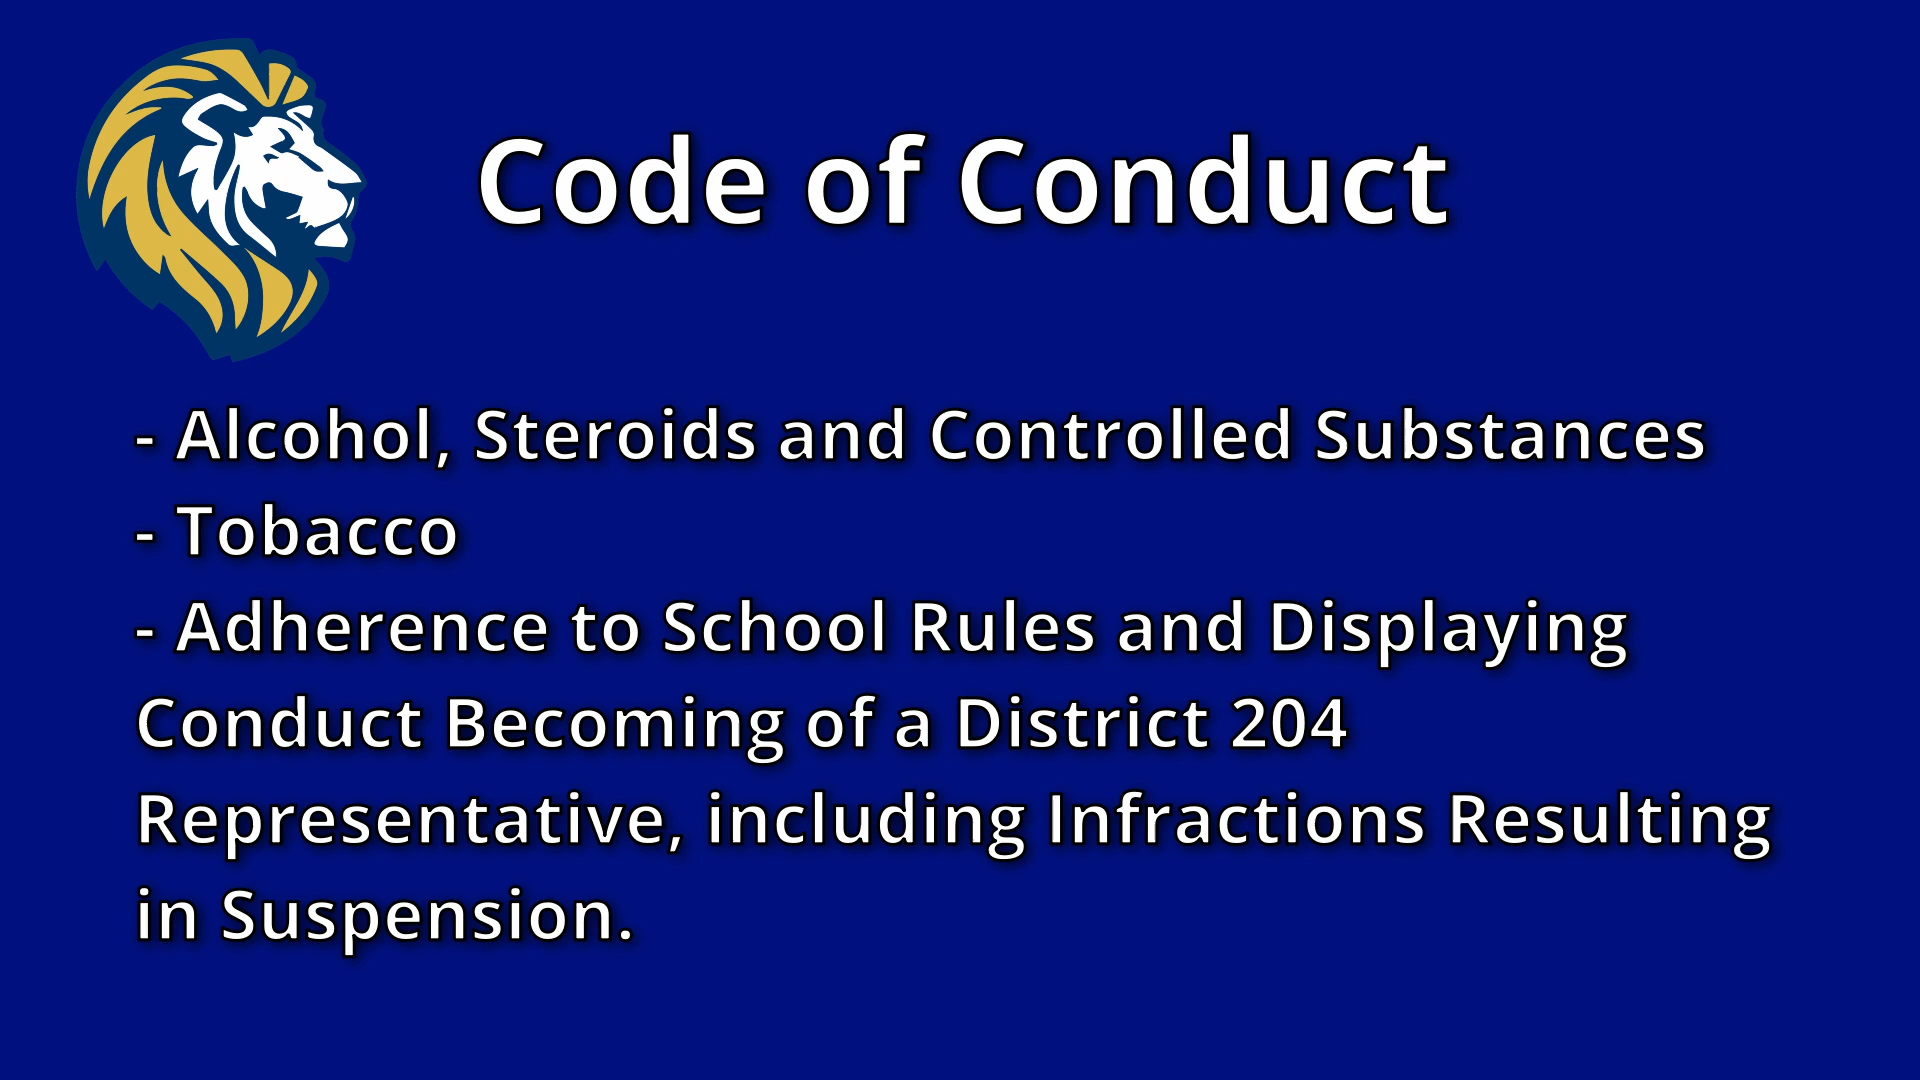 Code of Conduct
- Alcohol, Steroids and Controlled Substances
- Tobacco
- Adherence to School Rules and Displaying
Conduct Becoming of a District 204
Representative, including Infractions Resulting
in Suspension.